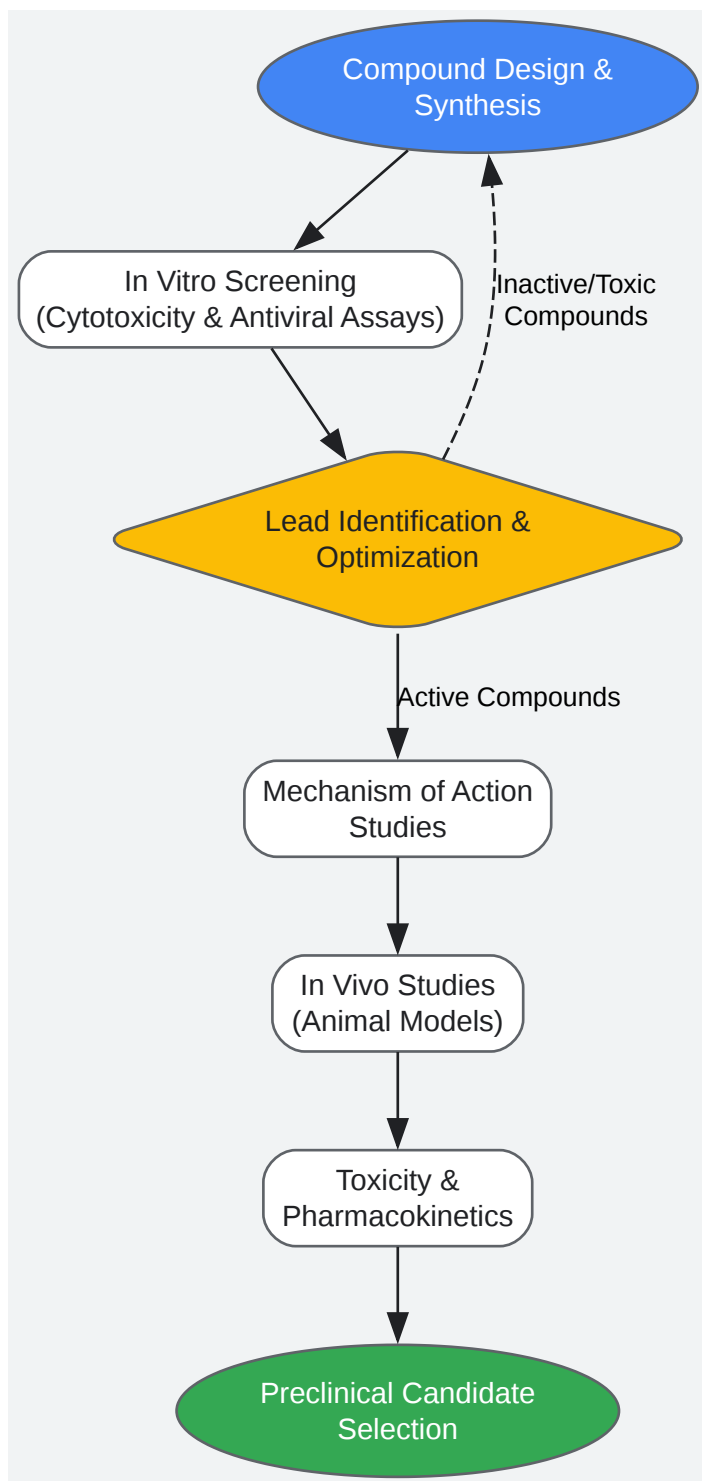 Compound Design &
Synthesis
In Vitro Screening
(Cytotoxicity & Antiviral Assays)
Inactive/Toxic
Compounds
Lead Identification &
Optimization
Active Compounds
Mechanism of Action
Studies
In Vivo Studies
(Animal Models)
Toxicity &
Pharmacokinetics
Preclinical Candidate
Selection